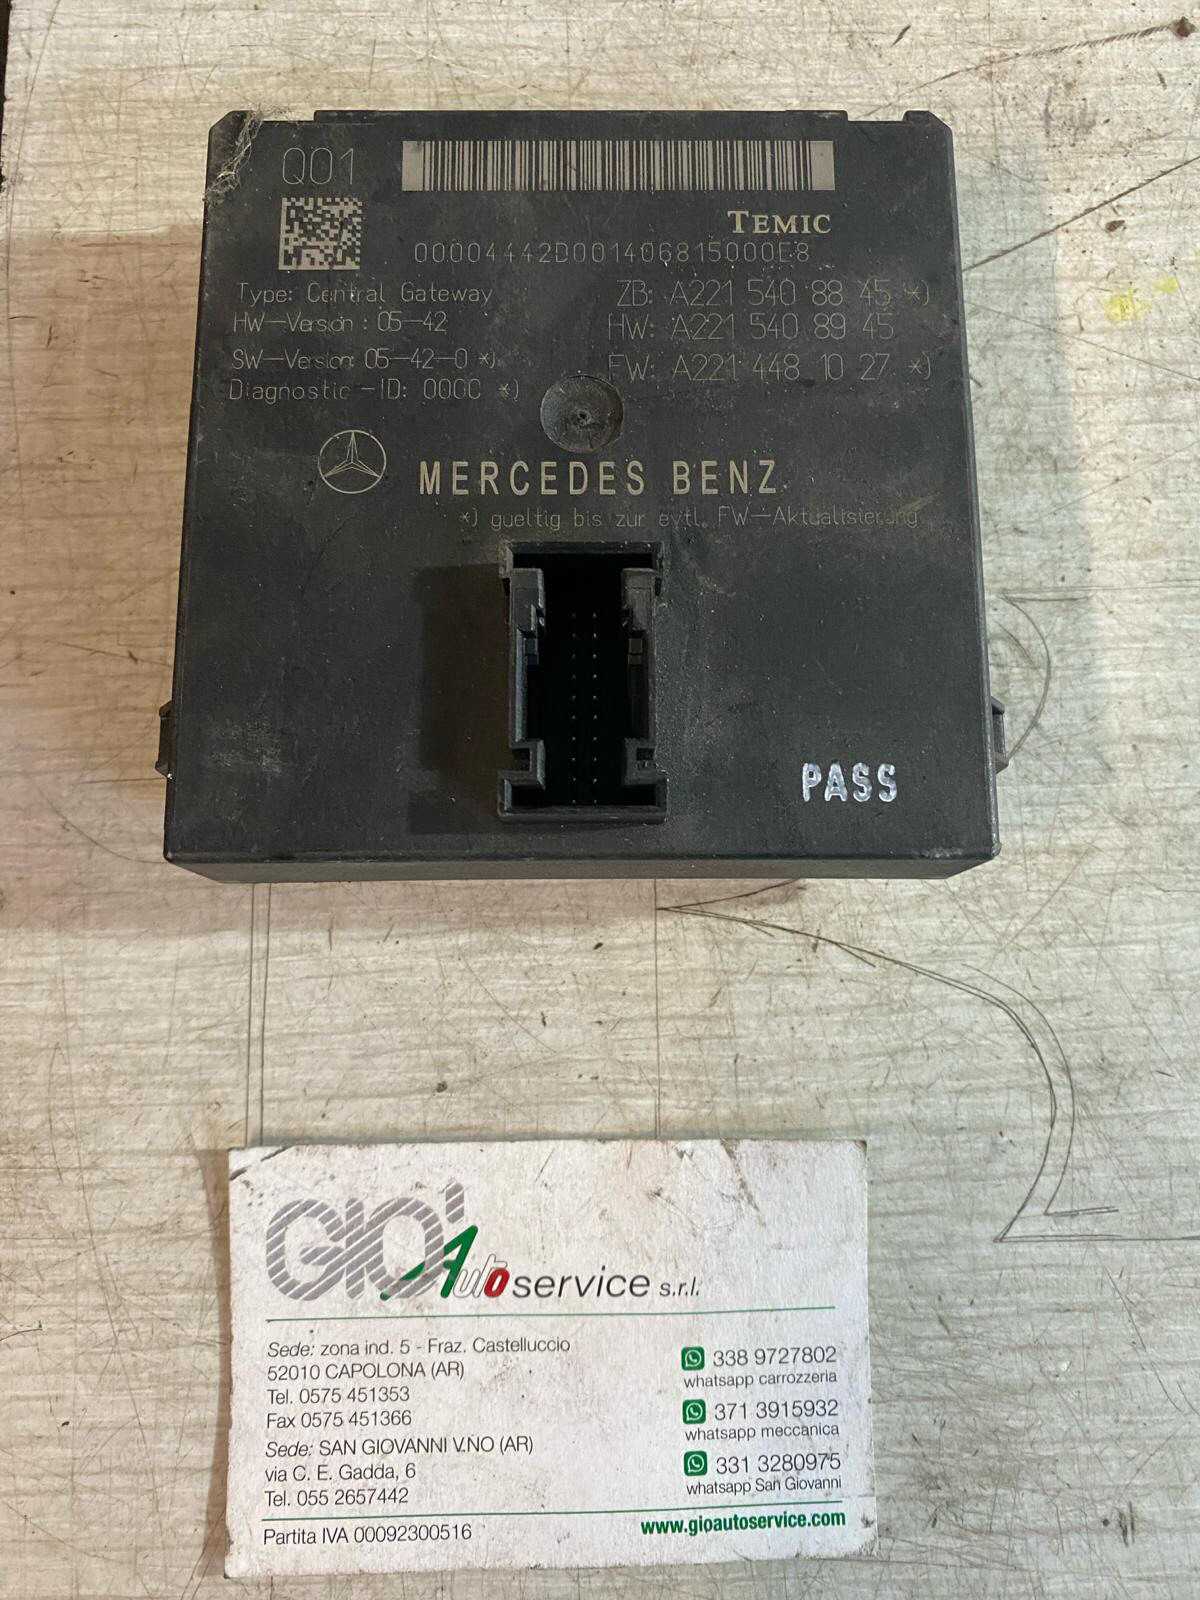 Q01
TEMIC
00004442D001406815000E8
Type: Central Gateway
ZB: A221 540 88 45 *)
HW-Version : 05-42
HW: A221 540 89 45
SW-Version: 05-42-0 *)
FW: A221 448 10 27 *)
Diagnostic-ID: 000C *)
MERCEDES BENZ
*) gueltig bis zur evtl. FW-Aktualisierung
PASS
GIO' Auto service s.r.l.
Sede: zona ind. 5 - Fraz. Castelluccio
52010 CAPOLONA (AR)
Tel. 0575 451353
Fax 0575 451366
Sede: SAN GIOVANNI V.NO (AR)
via C. E. Gadda, 6
Tel. 055 2657442
338 9727802
whatsapp carrozzeria
371 3915932
whatsapp meccanica
331 3280975
whatsapp San Giovanni
Partita IVA 00092300516
www.gioautoservice.com